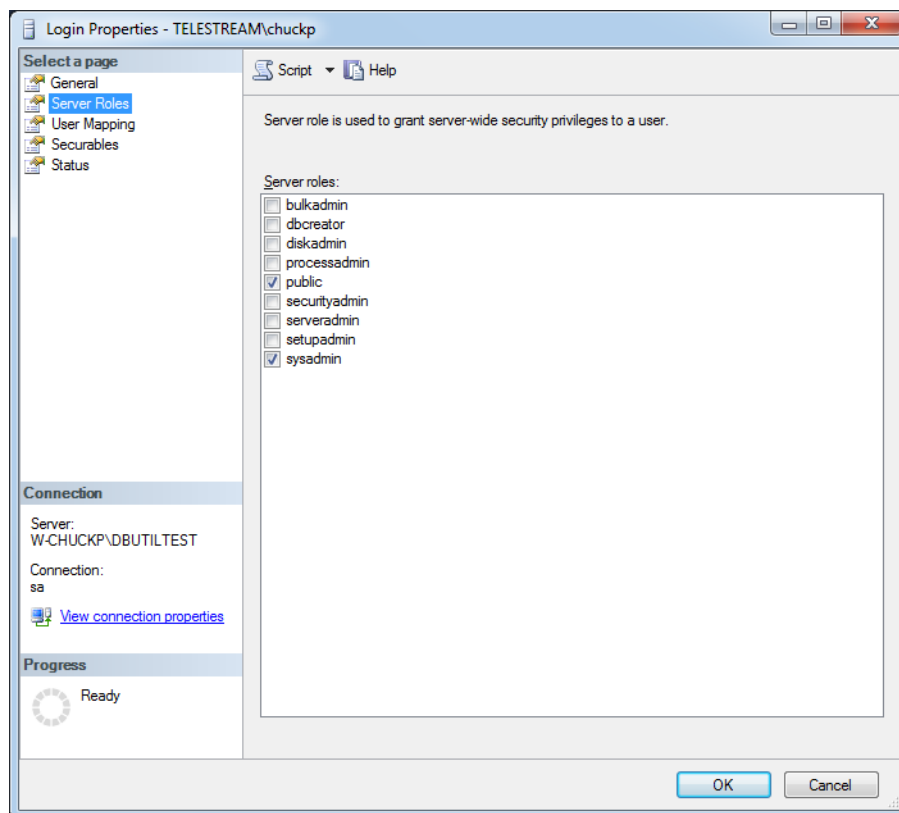 Login Properties - TELESTREAM\chuckp
Select a page
General
Server Roles
User Mapping
Securables
Status
Script
Help
Server role is used to grant server-wide security privileges to a user.
Server roles:
bulkadmin
dbcreator
diskadmin
processadmin
public
securityadmin
serveradmin
setupadmin
sysadmin
Connection
Server:
W-CHUCKP\DBUTILTEST
Connection:
sa
View connection properties
Progress
Ready
OK
Cancel